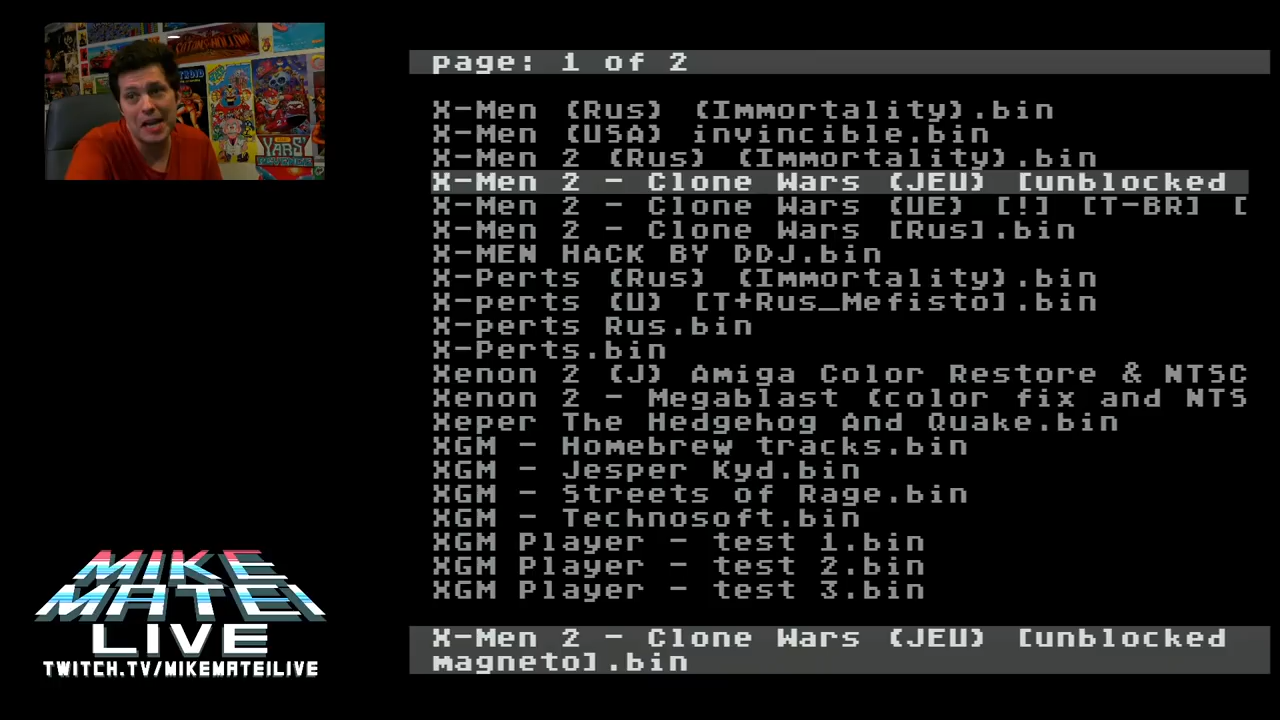 page: 1 of 2
X-Men (Rus) (Immortality).bin
X-Men (USA) invincible.bin
X-Men 2 (Rus) (Immortality).bin
X-Men 2 - Clone Wars (JEU) [unblocked
X-Men 2 - Clone Wars (UE) [!] [T-BR] [
X-Men 2 - Clone Wars [Rus].bin
X-MEN HACK BY DDJ.bin
X-Perts (Rus) (Immortality).bin
X-perts (U) [T+Rus_Mefisto].bin
X-perts Rus.bin
X-Perts.bin
Xenon 2 (J) Amiga Color Restore & NTSC
Xenon 2 - Megablast (color fix and NTS
Xeper The Hedgehog And Quake.bin
XGM - Homebrew tracks.bin
XGM - Jesper Kyd.bin
XGM - Streets of Rage.bin
XGM - Technosoft.bin
XGM Player - test 1.bin
XGM Player - test 2.bin
XGM Player - test 3.bin
X-Men 2 - Clone Wars (JEU) [unblocked
magneto].bin
YARS'
MIKE
MATEI
LIVE
TWITCH.TV/MIKEMATEILIVE